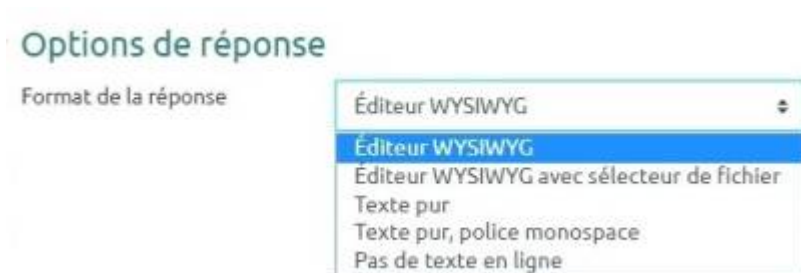 Options de réponse
Format de la réponse
Éditeur WYSIWYG
Éditeur WYSIWYG
Éditeur WYSIWYG avec sélecteur de fichier
Texte pur
Texte pur, police monospace
Pas de texte en ligne